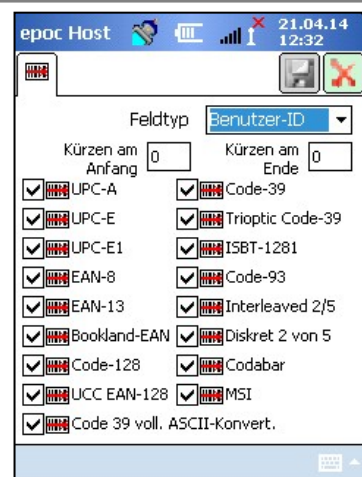 epoc Host 21.04.14
12:32
Feldtyp Benutzer-ID
Kürzen am Anfang 0 Kürzen am Ende 0
UPC-A Code-39
UPC-E Trioptic Code-39
UPC-E1 ISBT-1281
EAN-8 Code-93
EAN-13 Interleaved 2/5
Bookland-EAN Diskret 2 von 5
Code-128 Codabar
UCC EAN-128 MSI
Code 39 voll. ASCII-Konvert.